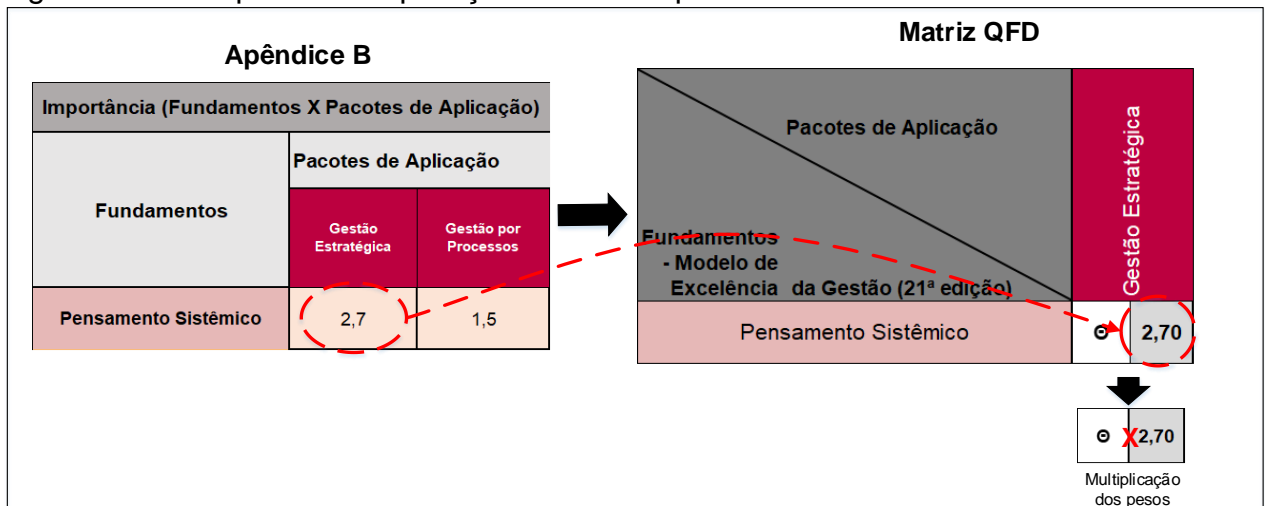 Apêndice B
Importância (Fundamentos X Pacotes de Aplicação)
Fundamentos
Pacotes de Aplicação
Gestão
Estratégica
Gestão por
Processos
Pensamento Sistêmico
2,7
1,5
Matriz QFD
Pacotes de Aplicação
Fundamentos
- Modelo de
Excelência da Gestão (21ª edição)
Gestão Estratégica
Pensamento Sistêmico
Θ
2,70
Θ X 2,70
Multiplicação
dos pesos